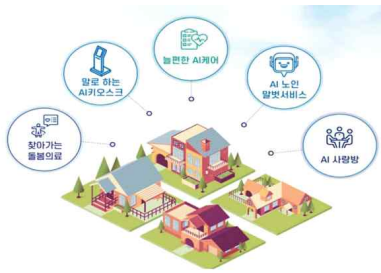 늘편한 AI케어
말로 하는
AI키오스크
AI 노인
말벗서비스
찾아가는
돌봄의료
AI 사랑방